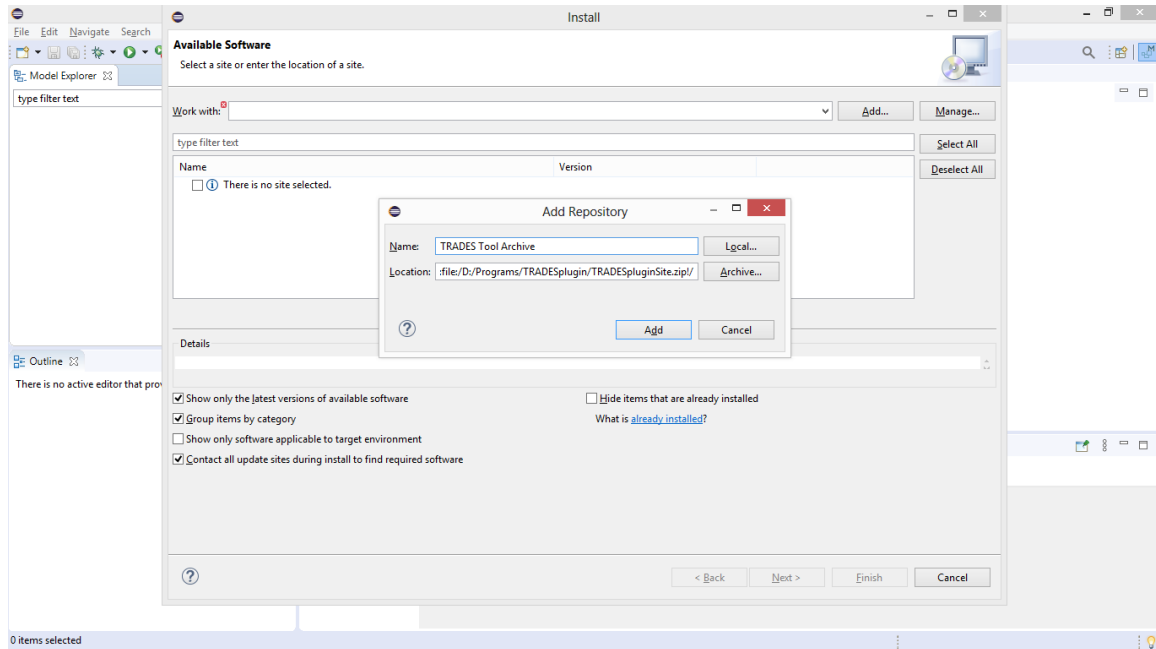 Install
File Edit Navigate Search
Available Software
Select a site or enter the location of a site.
Model Explorer
type filter text
Work with:
Add...
Manage...
type filter text
Select All
Name
Version
Deselect All
There is no site selected.
Add Repository
Name:
TRADES Tool Archive
Local...
Location:
:file:/D:/Programs/TRADESplugin/TRADESpluginSite.zip!/
Archive...
Add
Cancel
Details
Outline
There is no active editor that prov
Show only the latest versions of available software
Hide items that are already installed
Group items by category
What is already installed?
Show only software applicable to target environment
Contact all update sites during install to find required software
< Back
Next >
Finish
Cancel
0 items selected